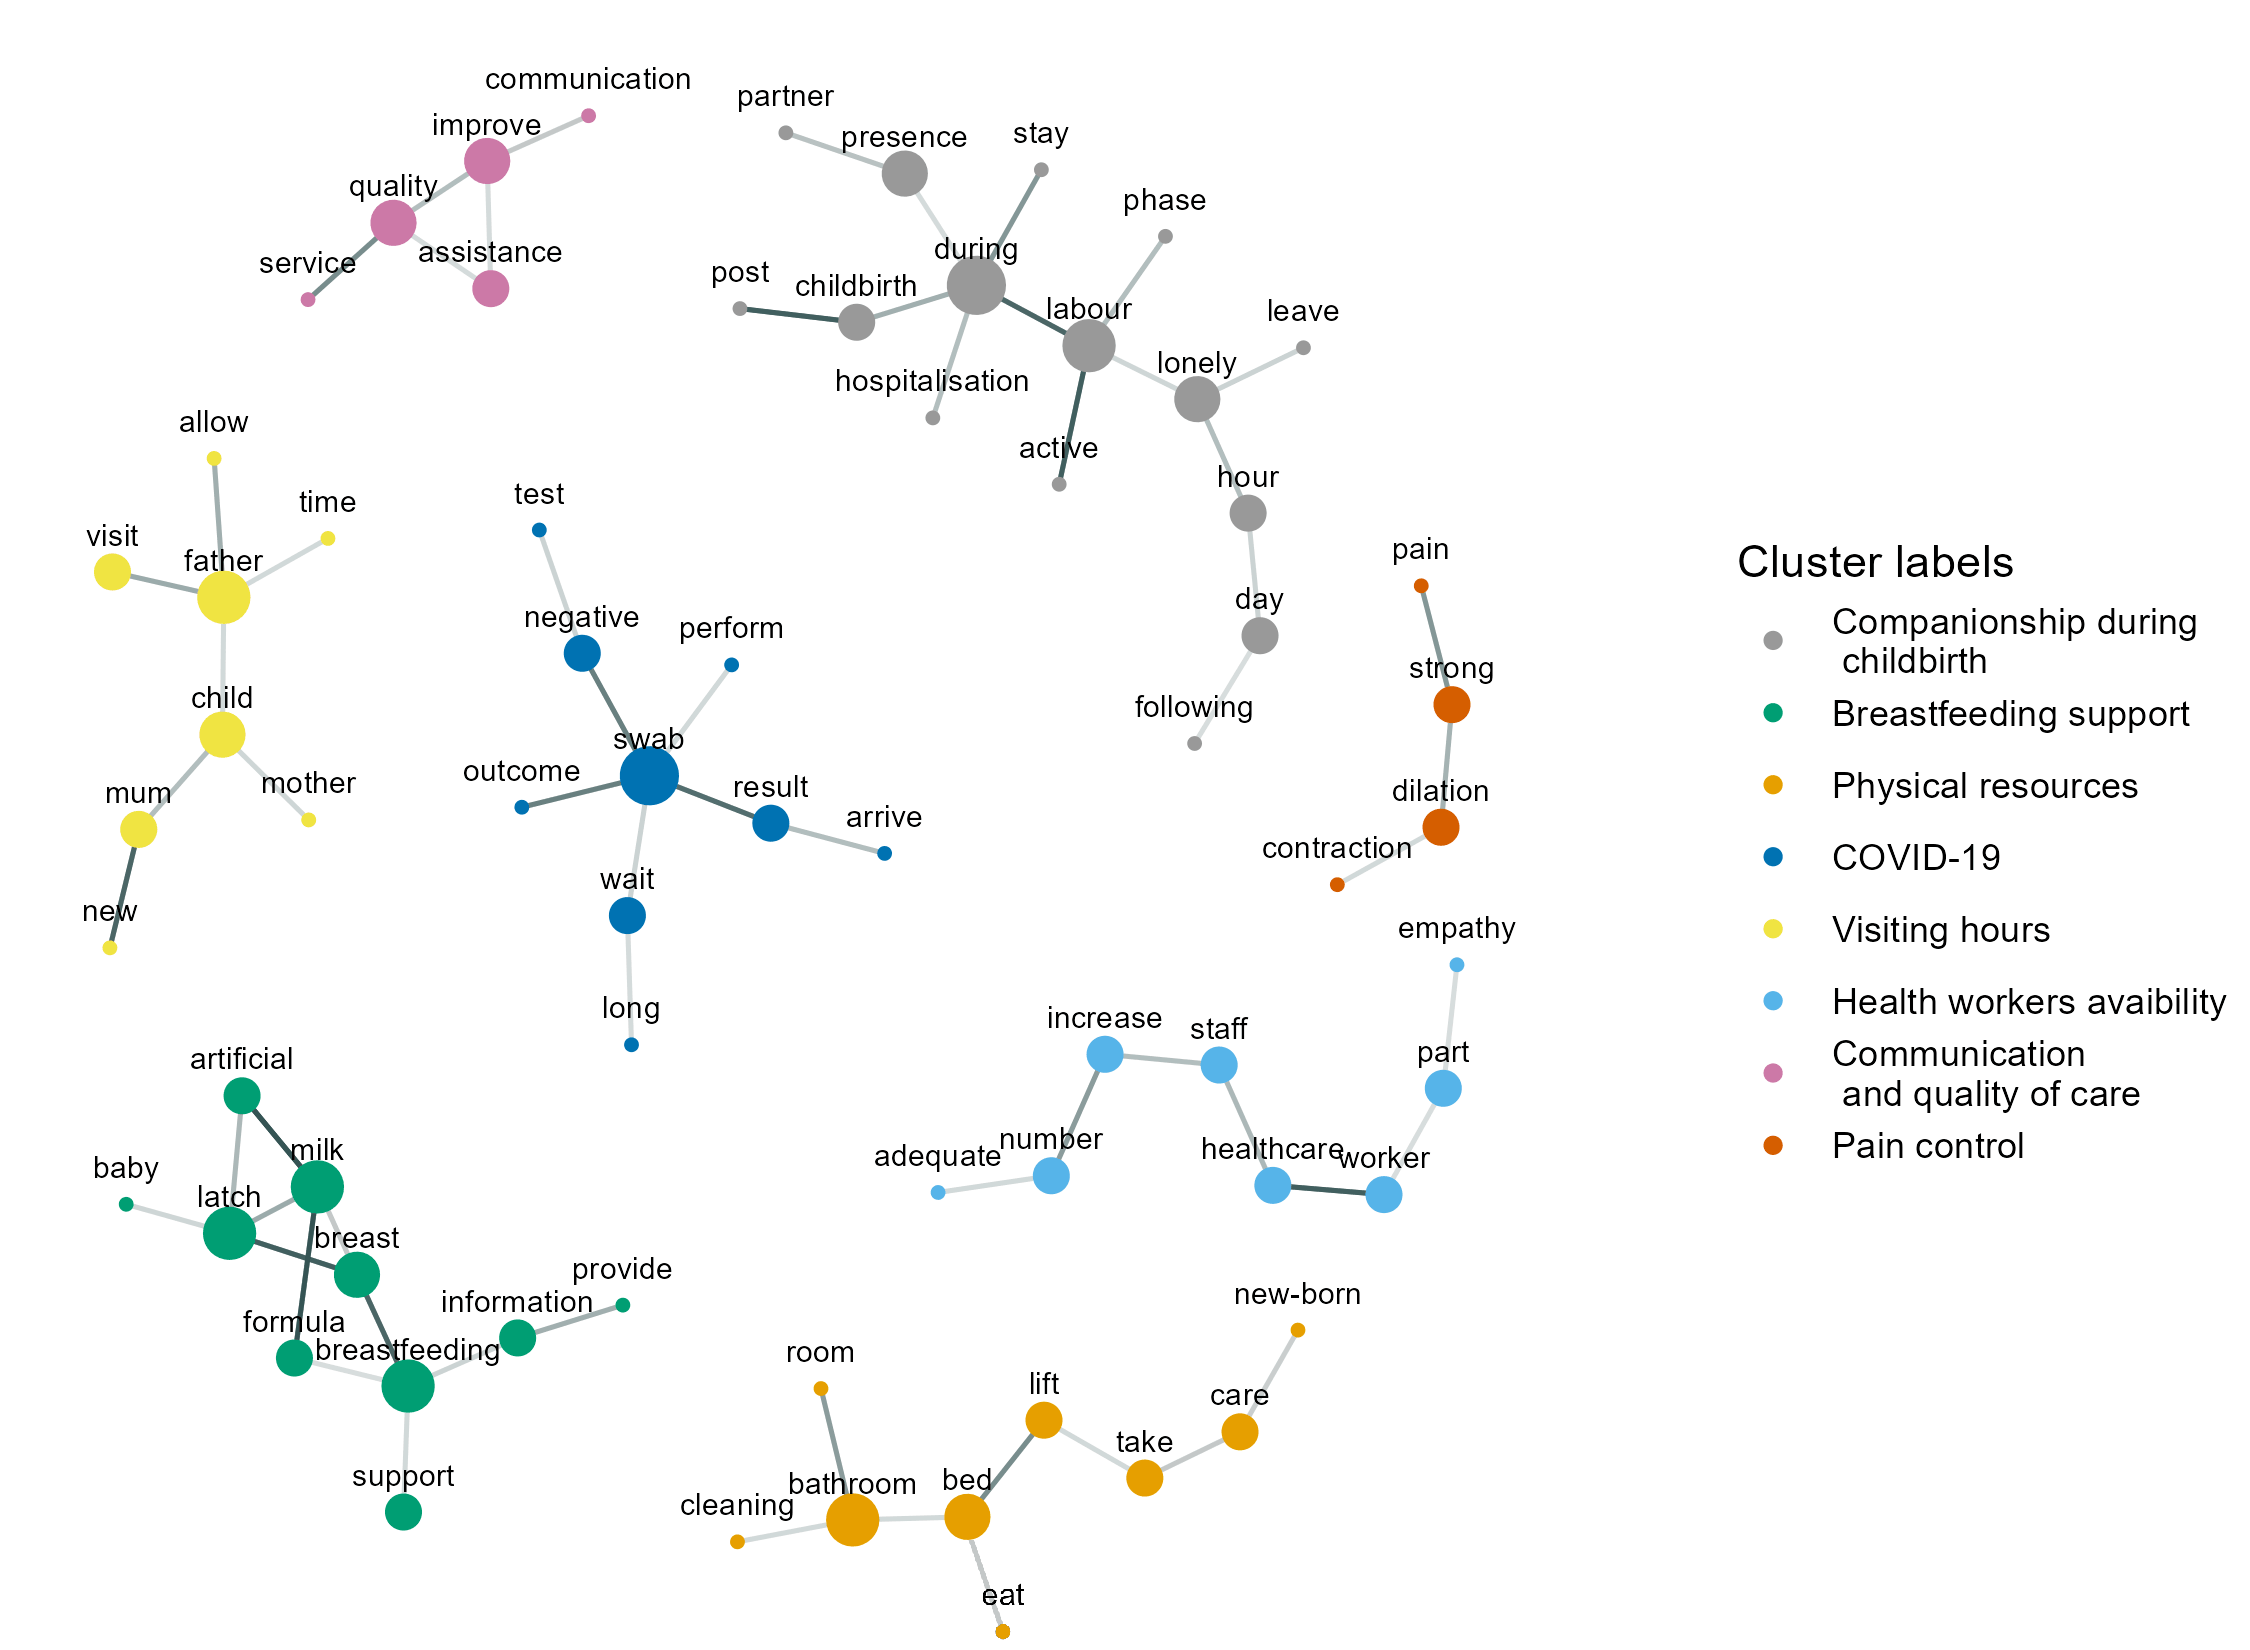 communication
improve
quality
assistance
service
partner
presence
stay
phase
during
post
childbirth
labour
leave
lonely
hospitalisation
active
hour
day
following
allow
time
visit
father
child
mum
mother
new
test
negative
perform
swab
outcome
result
arrive
wait
long
pain
strong
dilation
contraction
empathy
increase
staff
part
adequate
number
healthcare
worker
artificial
milk
baby
latch
breast
provide
information
formula
breastfeeding
support
new-born
room
lift
care
take
bathroom
bed
cleaning
eat
Cluster labels
Companionship during
childbirth
Breastfeeding support
Physical resources
COVID-19
Visiting hours
Health workers avaibility
Communication
and quality of care
Pain control